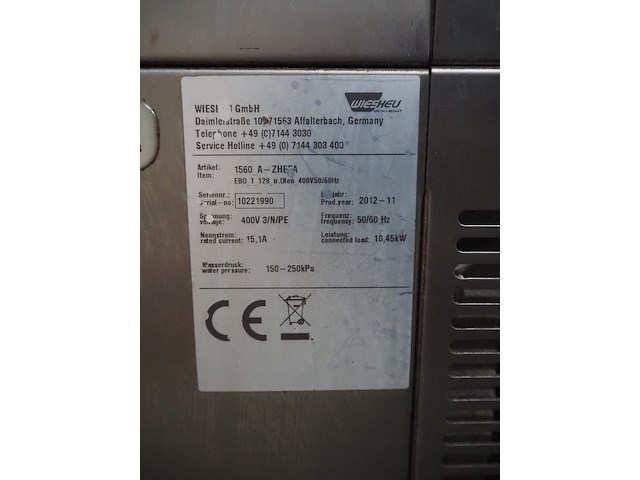 WIESHEU
GmbH
71563 Affalterbach, Germany
Telephone +49 (0)7144 3030
Service Hotline +49 (0) 7144 303 400
Artikel:
Item:
1560
EBO 1 128 400V50/60Hz
Seriennr.:
Serial-no: 10221990
Prod.year: 2012-11
Spannung:
voltage: 400V 3/N/PE
Frequenz:
frequency: 50/60 Hz
Nennstrom:
rated current: 15,1A
Leistung:
connected load: 10,45kW
Wasserdruck:
water pressure: 150-250kPa
CE